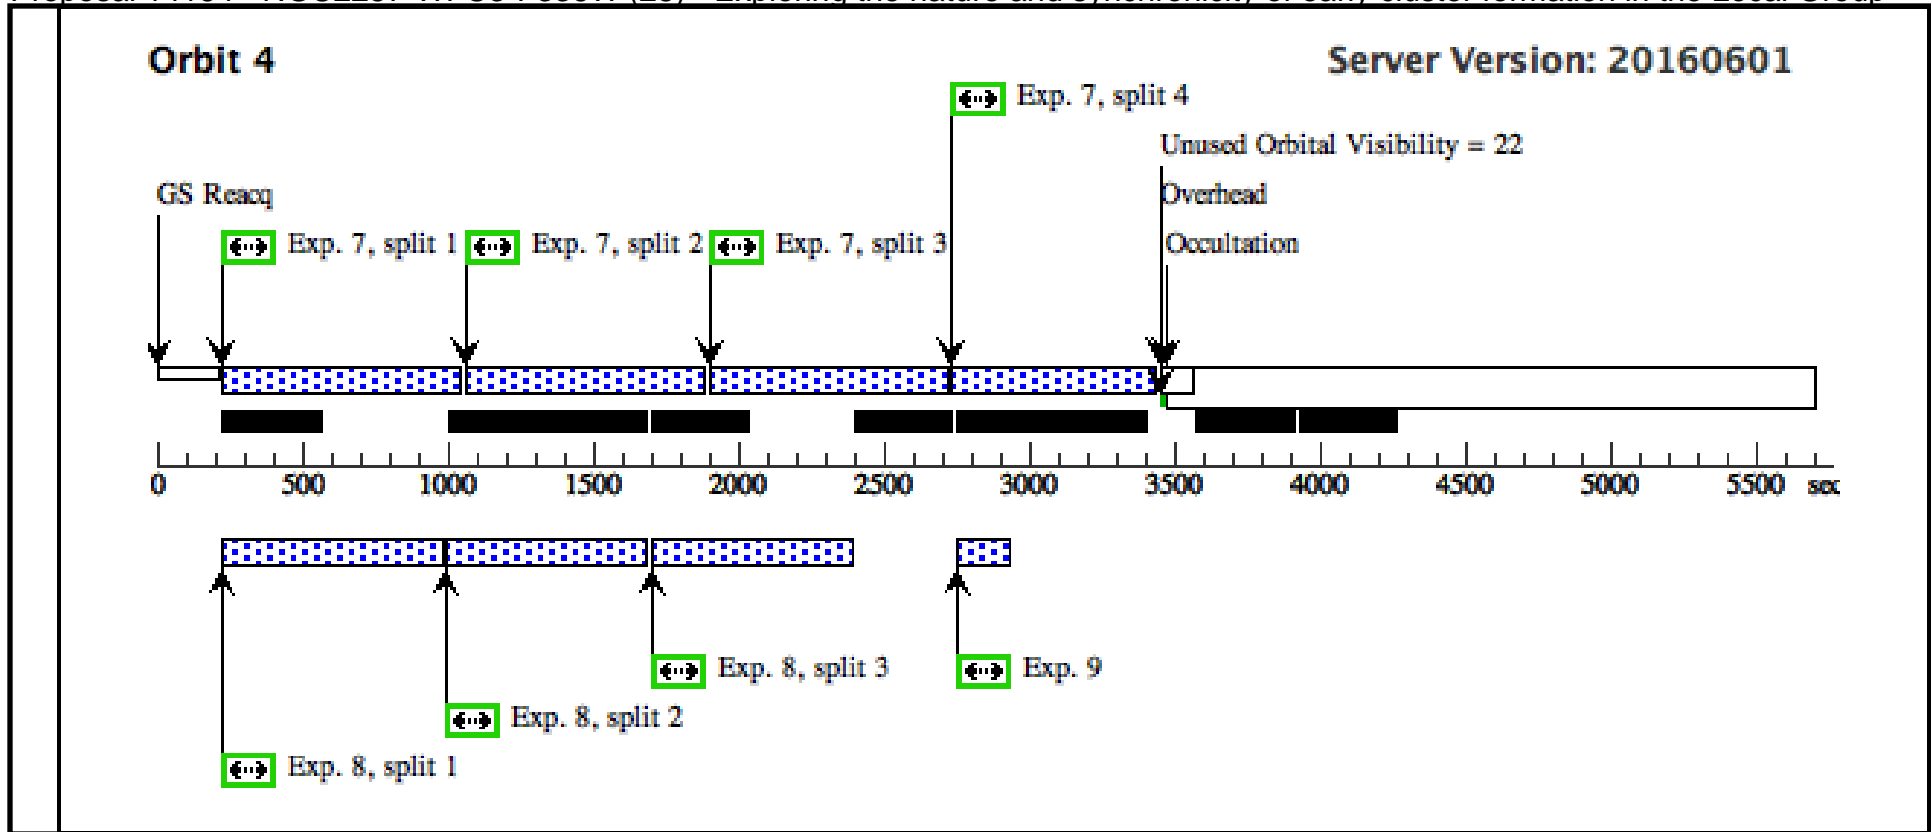 Orbit 4
Server Version: 20160601
Exp. 7, split 4
Unused Orbital Visibility = 22
GS Reacq
Overhead
Exp. 7, split 1
Exp. 7, split 2
Exp. 7, split 3
Occultation
0 500 1000 1500 2000 2500 3000 3500 4000 4500 5000 5500 sec
Exp. 8, split 3
Exp. 9
Exp. 8, split 2
Exp. 8, split 1